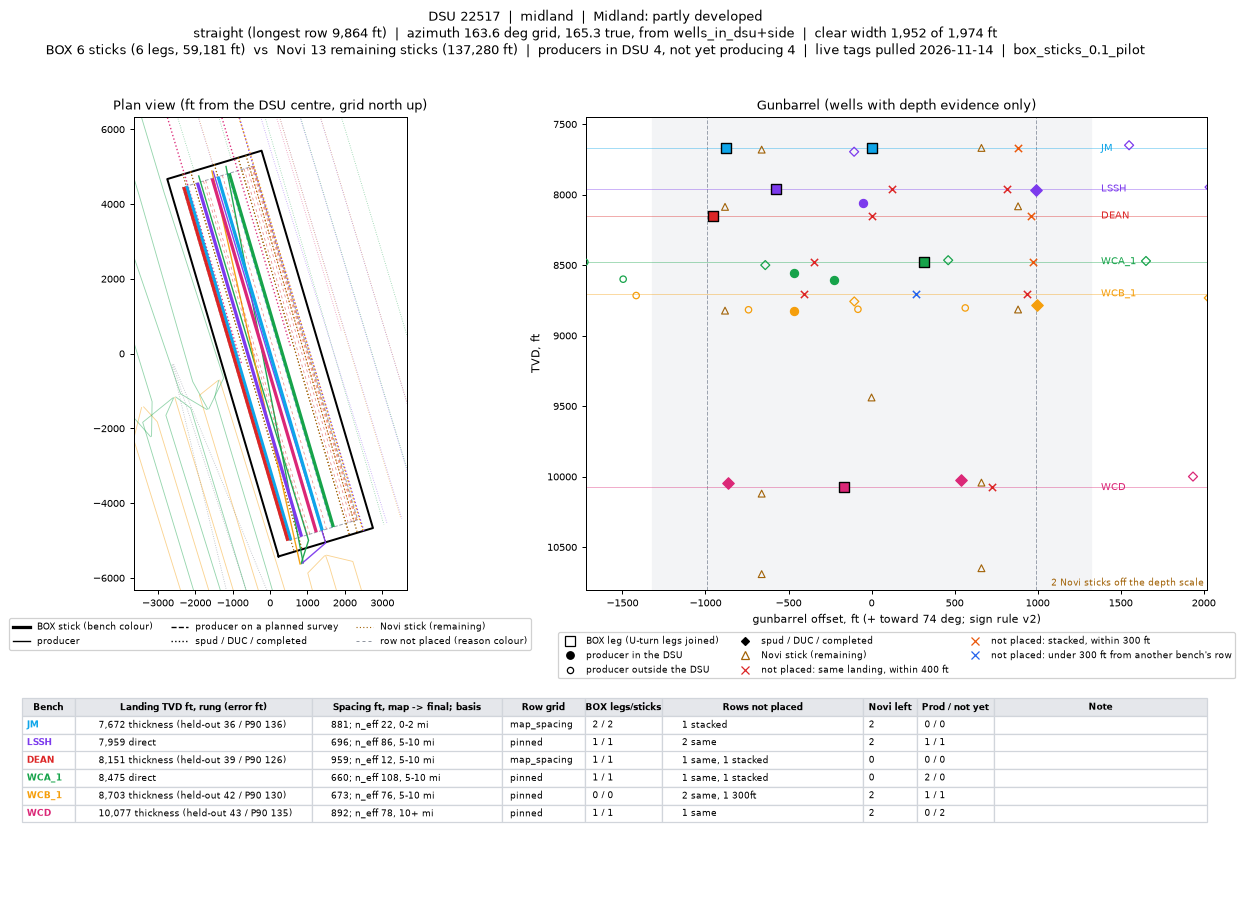 DSU 22517 | midland | Midland: partly developed
straight (longest row 9,864 ft) | azimuth 163.6 deg grid, 165.3 true, from wells_in_dsu+side | clear width 1,952 of 1,974 ft
BOX 6 sticks (6 legs, 59,181 ft) vs Novi 13 remaining sticks (137,280 ft) | producers in DSU 4, not yet producing 4 | live tags pulled 2026-11-14 | box_sticks_0.1_pilot
Plan view (ft from the DSU centre, grid north up)
6000
4000
2000
0
−2000
−4000
−6000
−3000 −2000 −1000 0 1000 2000 3000
BOX stick (bench colour)
producer
producer on a planned survey
spud / DUC / completed
Novi stick (remaining)
row not placed (reason colour)
Gunbarrel (wells with depth evidence only)
TVD, ft
7500
8000
8500
9000
9500
10000
10500
JM
LSSH
DEAN
WCA_1
WCB_1
WCD
2 Novi sticks off the depth scale
−1500 −1000 −500 0 500 1000 1500 2000
gunbarrel offset, ft (+ toward 74 deg; sign rule v2)
BOX leg (U-turn legs joined)
producer in the DSU
producer outside the DSU
spud / DUC / completed
Novi stick (remaining)
not placed: same landing, within 400 ft
not placed: stacked, within 300 ft
not placed: under 300 ft from another bench's row
Bench Landing TVD ft, rung (error ft) Spacing ft, map -> final; basis Row grid BOX legs/sticks Rows not placed Novi left Prod / not yet Note
JM 7,672 thickness (held-out 36 / P90 136) 881; n_eff 22, 0-2 mi map_spacing 2 / 2 1 stacked 2 0 / 0
LSSH 7,959 direct 696; n_eff 86, 5-10 mi pinned 1 / 1 2 same 2 1 / 1
DEAN 8,151 thickness (held-out 39 / P90 126) 959; n_eff 12, 5-10 mi map_spacing 1 / 1 1 same, 1 stacked 0 0 / 0
WCA_1 8,475 direct 660; n_eff 108, 5-10 mi pinned 1 / 1 1 same, 1 stacked 0 2 / 0
WCB_1 8,703 thickness (held-out 42 / P90 130) 673; n_eff 76, 5-10 mi pinned 0 / 0 2 same, 1 300ft 2 1 / 1
WCD 10,077 thickness (held-out 43 / P90 135) 892; n_eff 78, 10+ mi pinned 1 / 1 1 same 2 0 / 2